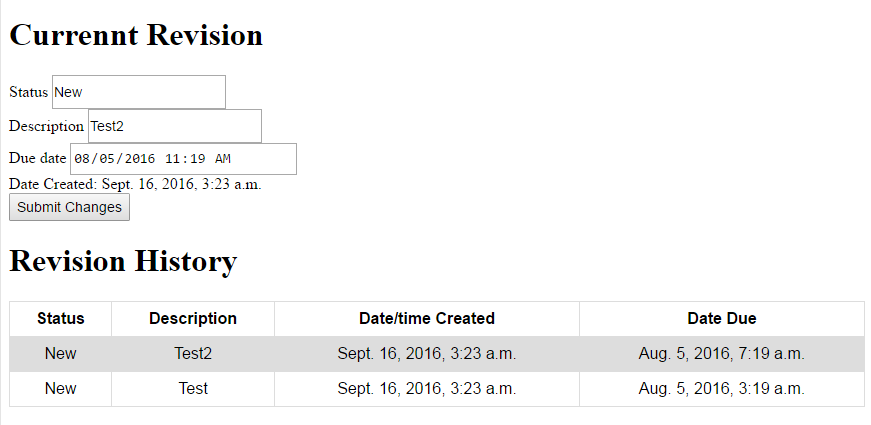 Currennt Revision
Status New
Description Test2
Due date 08/05/2016 11:19 AM
Date Created: Sept. 16, 2016, 3:23 a.m.
Submit Changes
Revision History
Status Description Date/time Created Date Due
New Test2 Sept. 16, 2016, 3:23 a.m. Aug. 5, 2016, 7:19 a.m.
New Test Sept. 16, 2016, 3:23 a.m. Aug. 5, 2016, 3:19 a.m.